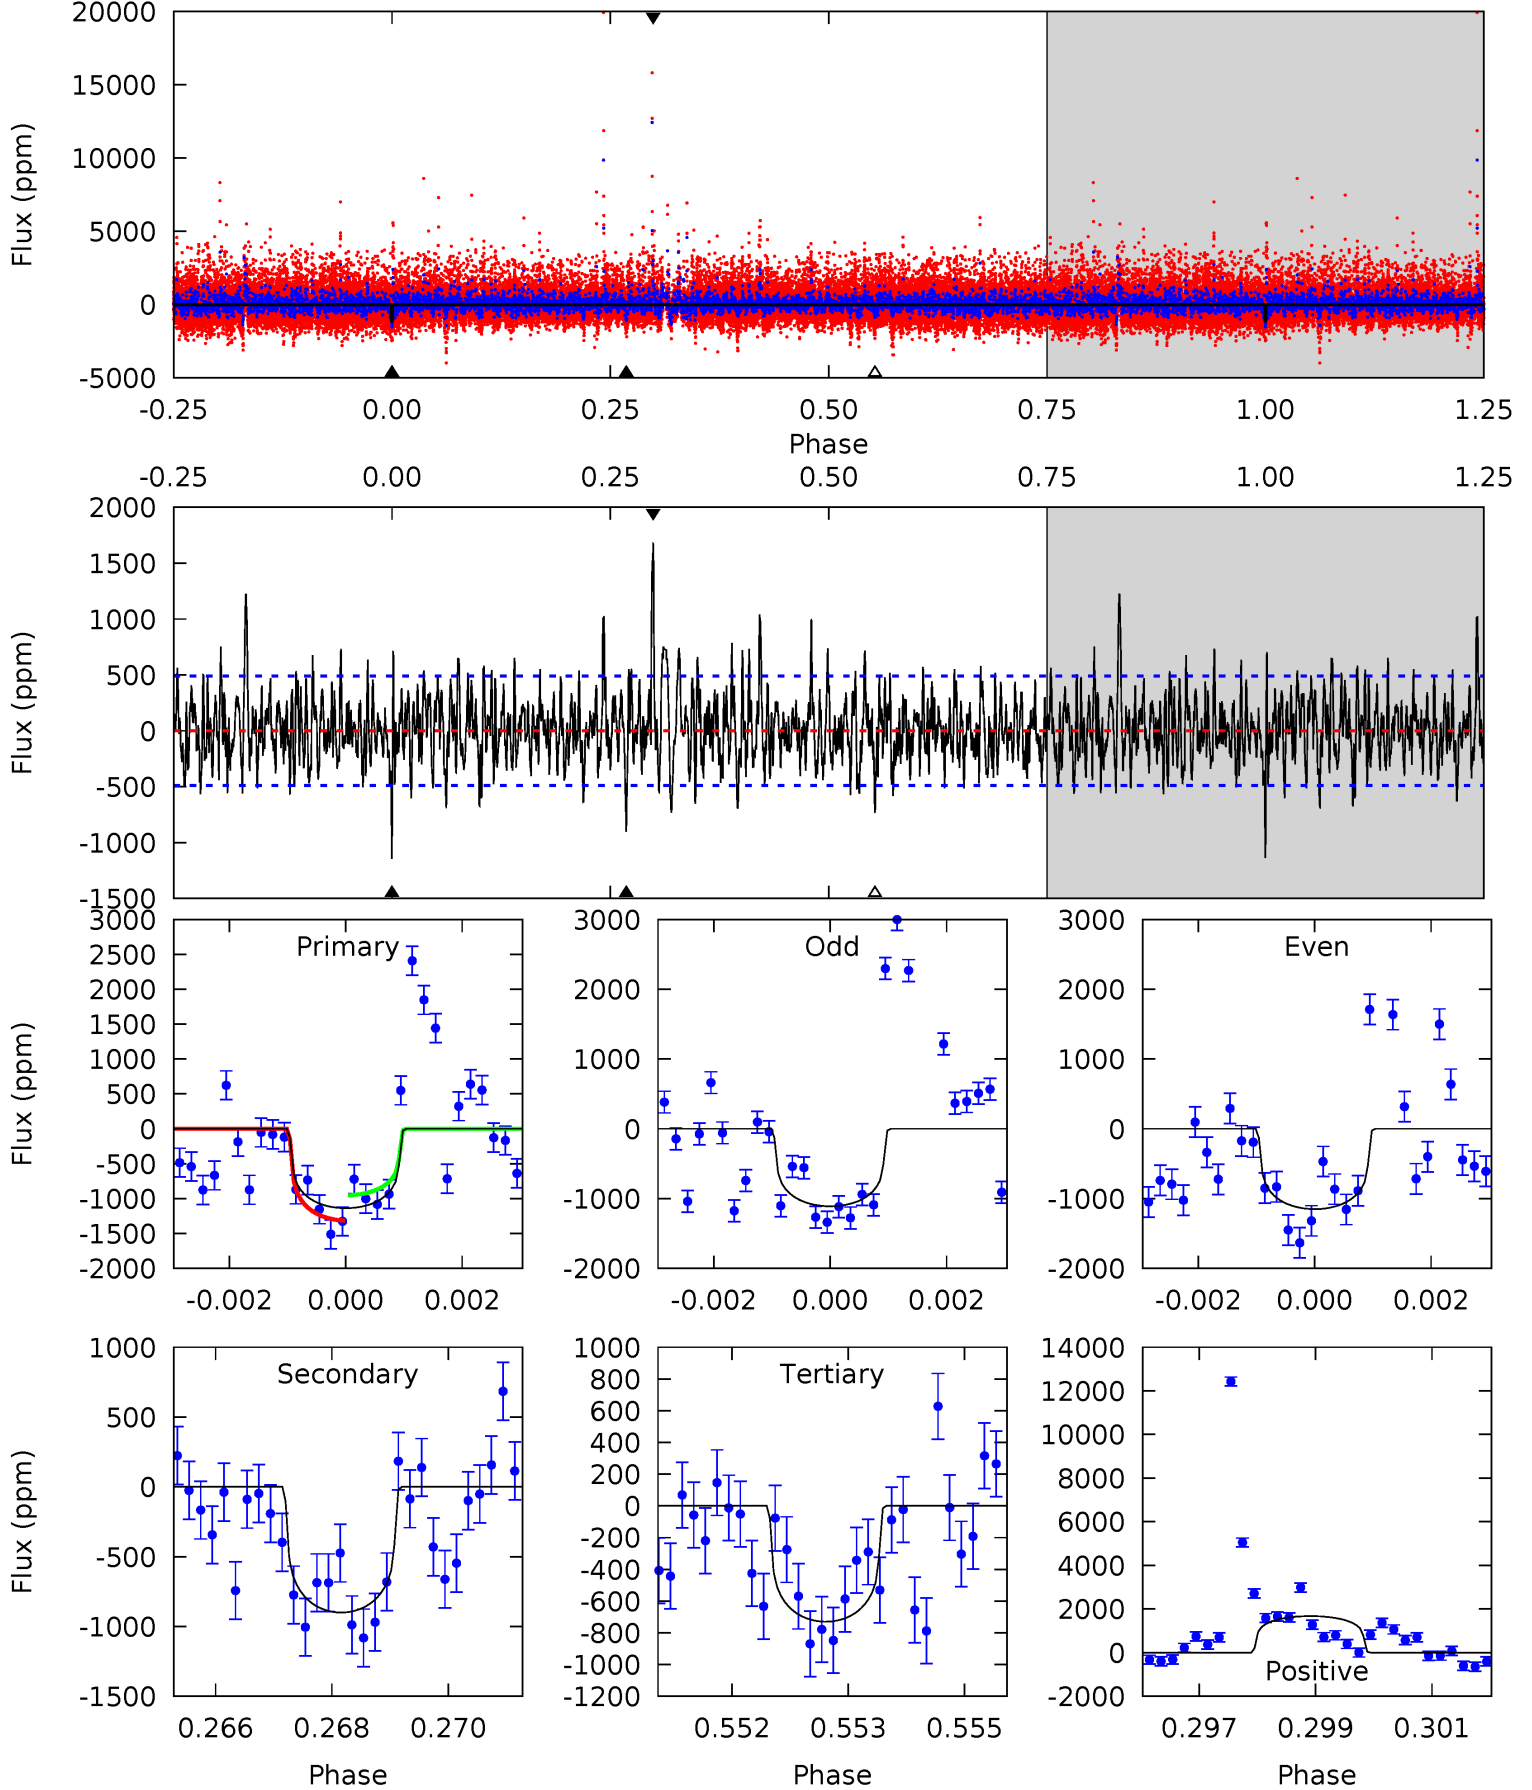 20000
15000
10000
5000
0
-5000
Flux (ppm)
-0.25 0.00 0.25 0.50 0.75 1.00 1.25
Phase
-0.25 0.00 0.25 0.50 0.75 1.00 1.25
2000
1500
1000
500
0
-500
-1000
-1500
Flux (ppm)
Primary
3000
2500
2000
1500
1000
500
0
-500
-1000
-1500
-2000
Flux (ppm)
-0.002 0.000 0.002
Odd
3000
2000
1000
0
-1000
-2000
-0.002 0.000 0.002
Even
3000
2000
1000
0
-1000
-2000
-0.002 0.000 0.002
Secondary
1000
500
0
-500
-1000
-1500
Flux (ppm)
0.266 0.268 0.270
Phase
Tertiary
1000
800
600
400
200
0
-200
-400
-600
-800
-1000
-1200
0.552 0.553 0.555
Phase
Positive
14000
12000
10000
8000
6000
4000
2000
0
-2000
0.297 0.299 0.301
Phase